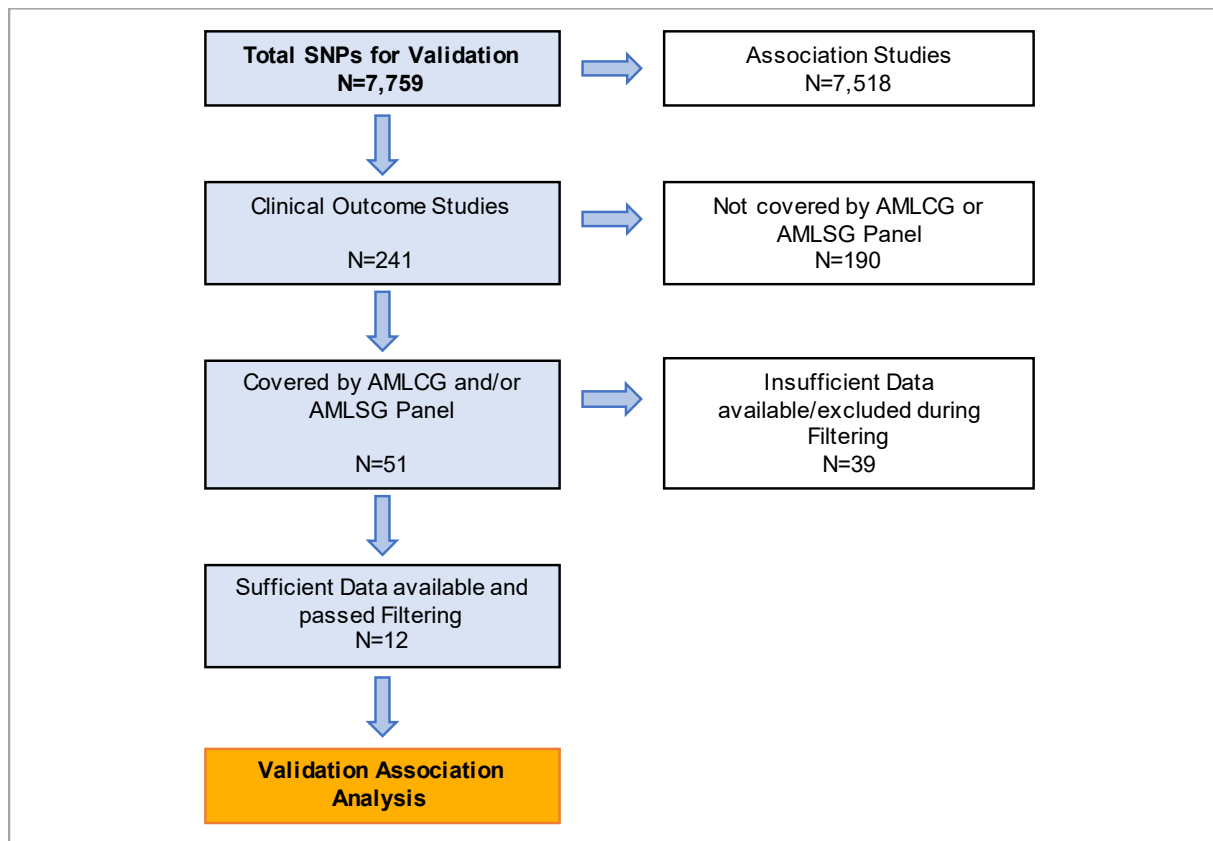 Total SNPs for Validation
N=7,759
Association Studies
N=7,518
Clinical Outcome Studies
N=241
Not covered by AMLCG or
AMLSG Panel
N=190
Covered by AMLCG and/or
AMLSG Panel
N=51
Insufficient Data
available/excluded during
Filtering
N=39
Sufficient Data available and
passed Filtering
N=12
Validation Association
Analysis